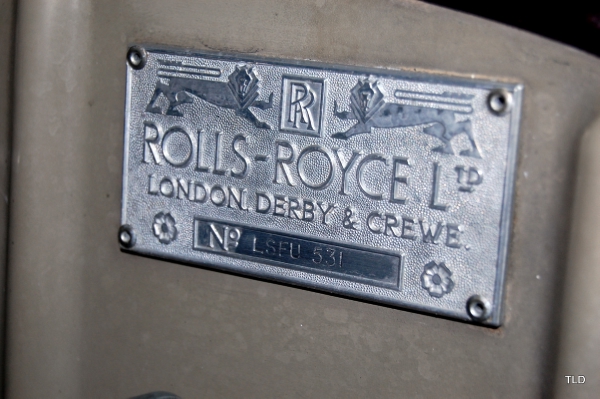 RR
ROLLS-ROYCE LTD
LONDON, DERBY & CREWE.
No LSFU 531
TLD